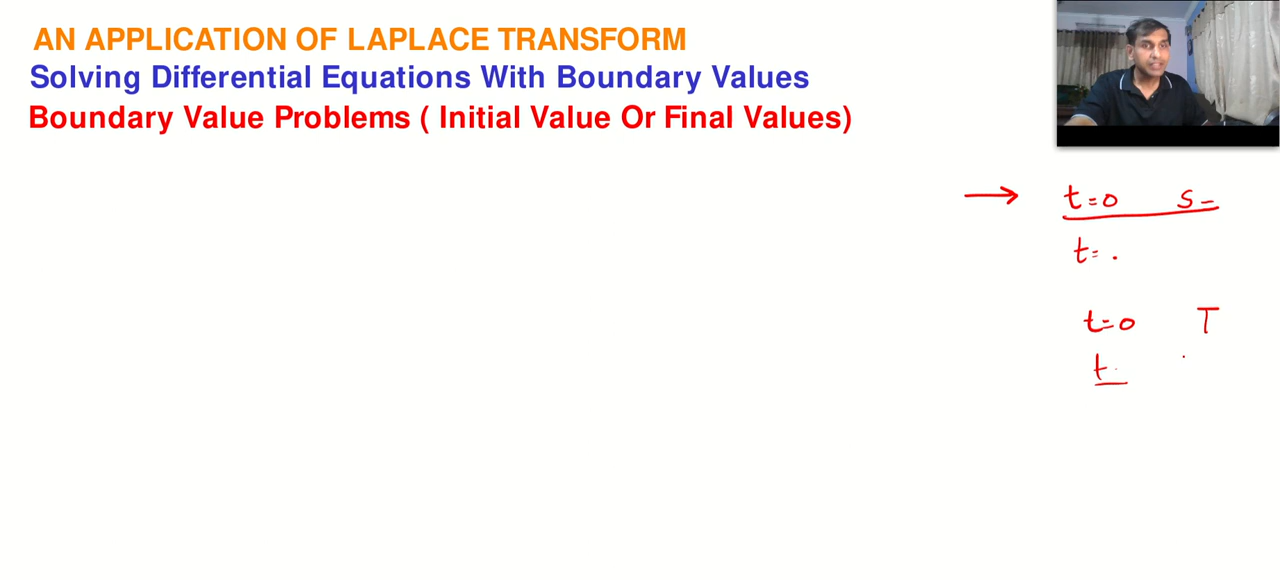 AN APPLICATION OF LAPLACE TRANSFORM
Solving Differential Equations With Boundary Values
Boundary Value Problems ( Initial Value Or Final Values)
→ t=0 s=
t= .
t=0 T
t.